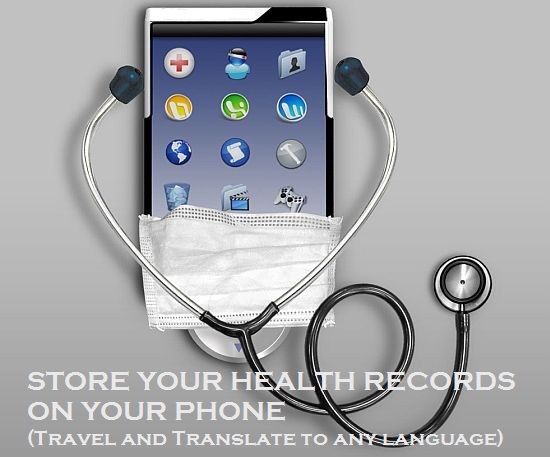 STORE YOUR HEALTH RECORDS
ON YOUR PHONE
(TRAVEL AND TRANSLATE TO ANY LANGUAGE)